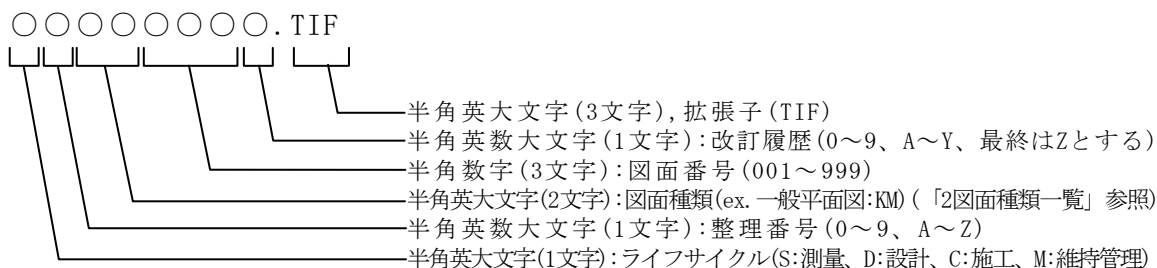 ○○○○○○○○.TIF
半角英大文字(3文字),拡張子(TIF)
半角英数大文字(1文字):改訂履歴(0～9、A～Y、最終はZとする)
半角数字(3文字):図面番号(001～999)
半角英大文字(2文字):図面種類(ex.一般平面図:KM)(「2図面種類一覧」参照)
半角英数大文字(1文字):整理番号(0～9、A～Z)
半角英大文字(1文字):ライフサイクル(S:測量、D:設計、C:施工、M:維持管理)